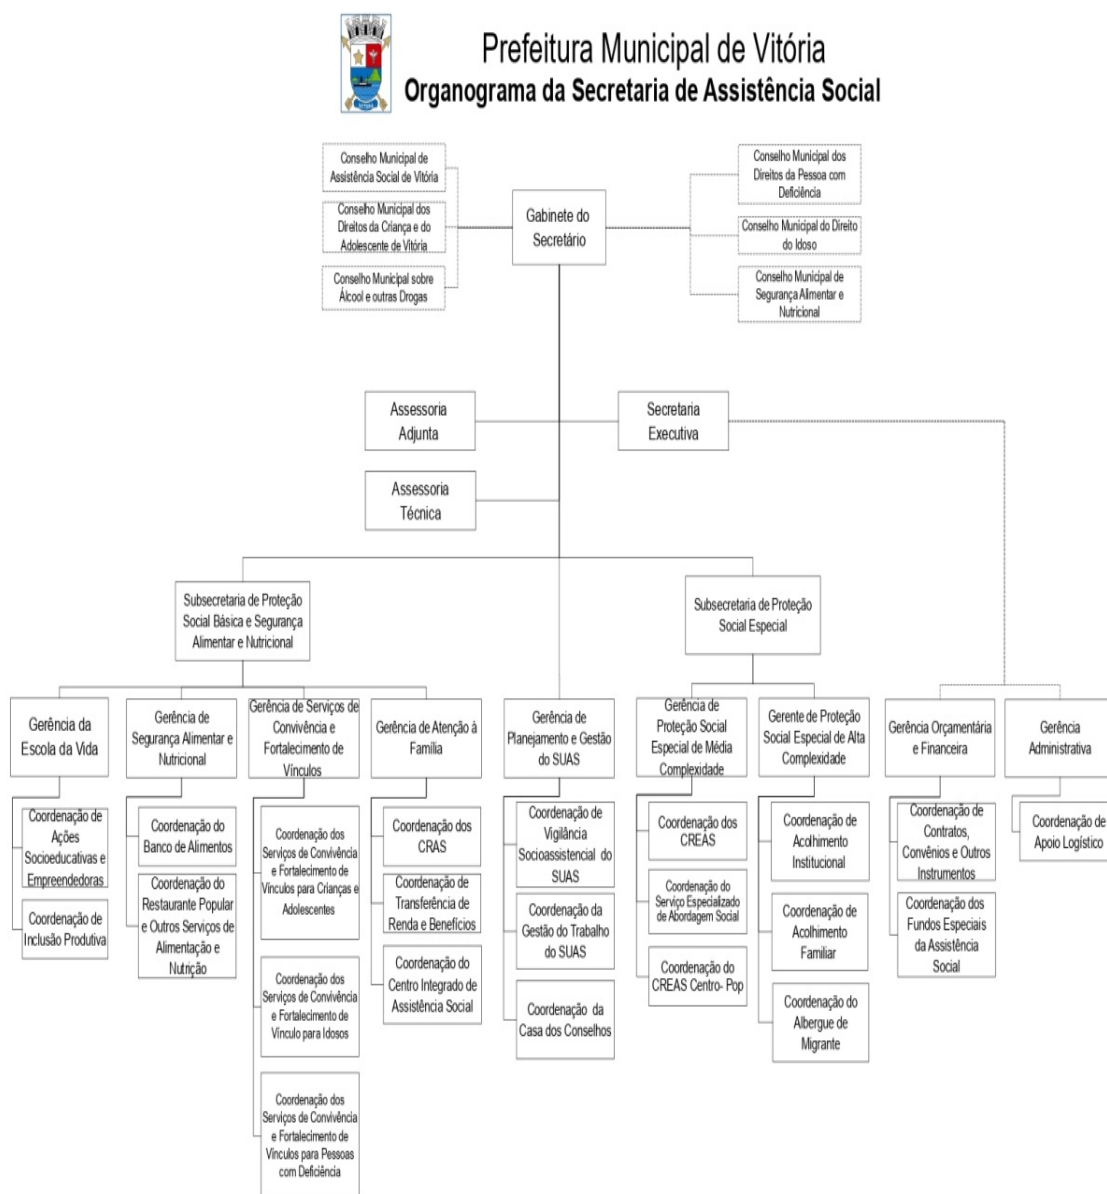 Prefeitura Municipal de Vitória
Organograma da Secretaria de Assistência Social
Conselho Municipal de
Assistência Social de Vitória
Conselho Municipal dos
Direitos da Criança e do
Adolescente de Vitória
Conselho Municipal sobre
Álcool e outras Drogas
Gabinete do
Secretário
Conselho Municipal dos
Direitos da Pessoa com
Deficiência
Conselho Municipal do Direito
do Idoso
Conselho Municipal de
Segurança Alimentar e
Nutricional
Assessoria
Adjunta
Secretaria
Executiva
Assessoria
Técnica
Subsecretaria de Proteção
Social Básica e Segurança
Alimentar e Nutricional
Subsecretaria de Proteção
Social Especial
Gerência da
Escola da Vida
Gerência de
Segurança Alimentar e
Nutricional
Gerência de Serviços de
Convivência e
Fortalecimento de
Vínculos
Gerência de Atenção à
Família
Gerência de
Planejamento e Gestão
do SUAS
Gerência de
Proteção Social
Especial de Média
Complexidade
Gerente de Proteção
Social Especial de Alta
Complexidade
Gerência Orçamentária
e Financeira
Gerência
Administrativa
Coordenação de
Ações
Socioeducativas e
Empreendedoras
Coordenação de
Inclusão Produtiva
Coordenação do
Banco de Alimentos
Coordenação do
Restaurante Popular
e Outros Serviços de
Alimentação e
Nutrição
Coordenação dos
Serviços de Convivência
e Fortalecimento de
Vínculos para Crianças e
Adolescentes
Coordenação dos
Serviços de Convivência
e Fortalecimento de
Vínculo para Idosos
Coordenação dos
Serviços de Convivência
e Fortalecimento de
Vínculos para Pessoas
com Deficiência
Coordenação dos
CRAS
Coordenação de
Transferência de
Renda e Benefícios
Coordenação do
Centro Integrado de
Assistência Social
Coordenação de
Vigilância
Socioassistencial do
SUAS
Coordenação da
Gestão do Trabalho
do SUAS
Coordenação da
Casa dos Conselhos
Coordenação dos
CREAS
Coordenação do
Serviço Especializado
de Abordagem Social
Coordenação do
CREAS Centro- Pop
Coordenação de
Acolhimento
Institucional
Coordenação de
Acolhimento
Familiar
Coordenação do
Albergue de
Migrante
Coordenação de
Contratos,
Convênios e Outros
Instrumentos
Coordenação dos
Fundos Especiais
da Assistência
Social
Coordenação de
Apoio Logístico